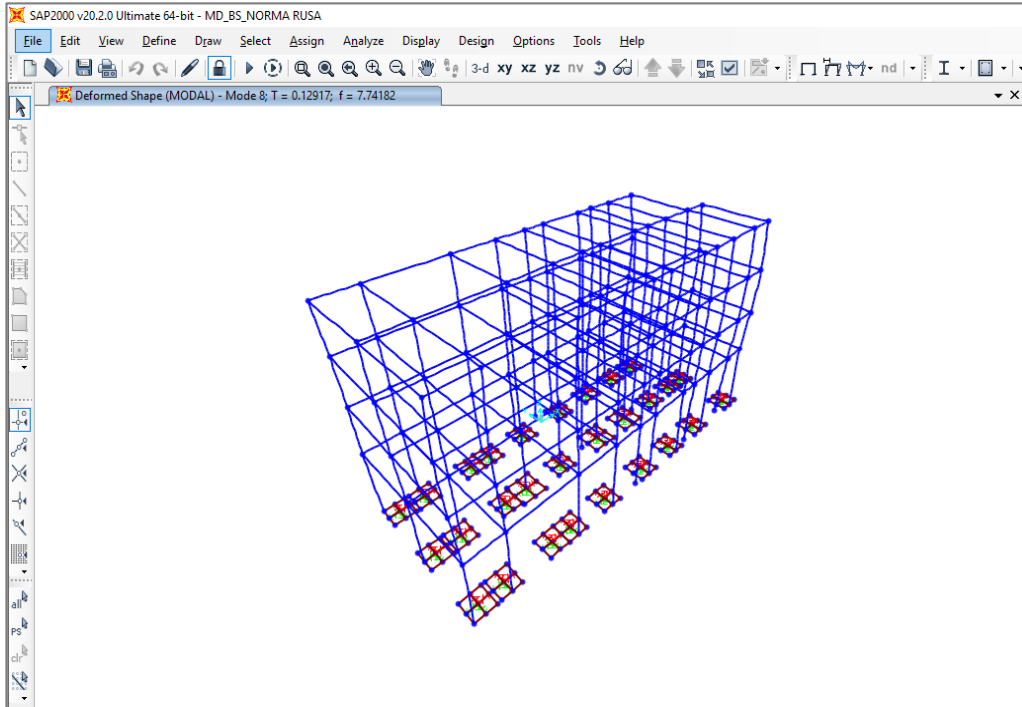 SAP2000 v20.2.0 Ultimate 64-bit - MD_BS_NORMA RUSA
File Edit View Define Draw Select Assign Analyze Display Design Options Tools Help
3-d xy xz yz nv nd
Deformed Shape (MODAL) - Mode 8; T = 0.12917; f = 7.74182
all
PS
clr